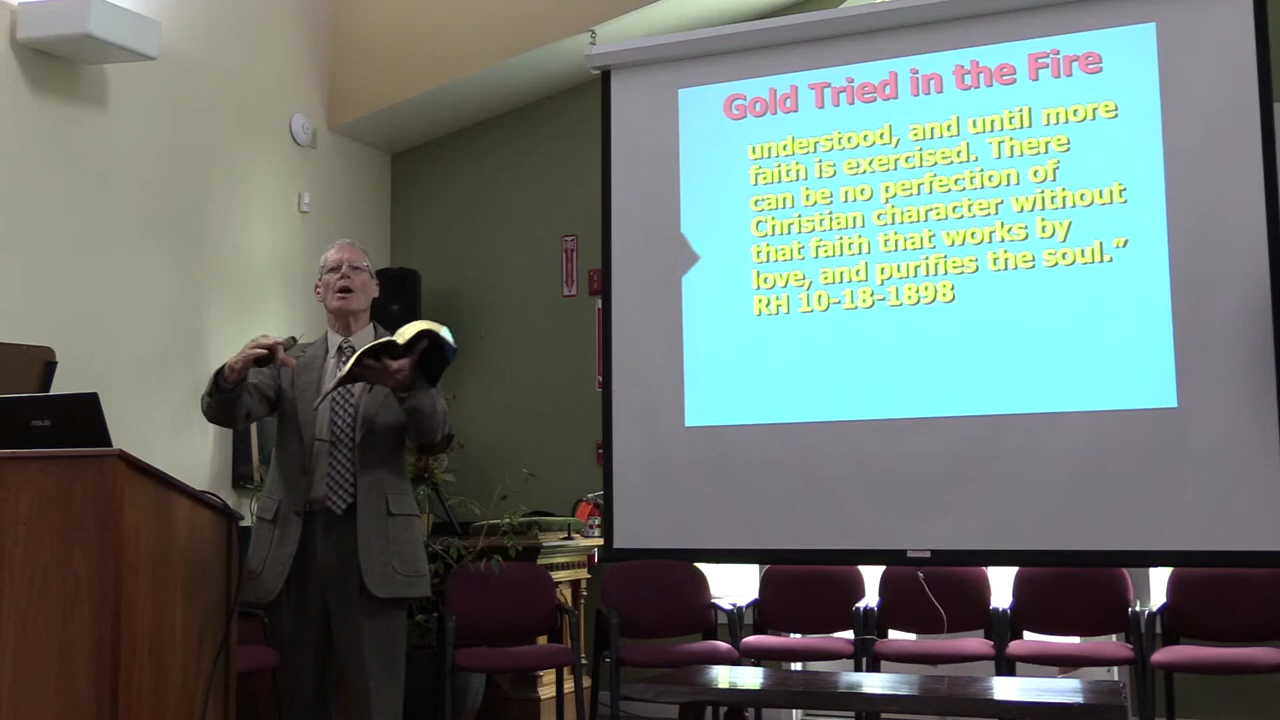 Gold Tried in the Fire
understood, and until more
faith is exercised. There
can be no perfection of
Christian character without
that faith that works by
love, and purifies the soul.”
RH 10-18-1898
ASUS